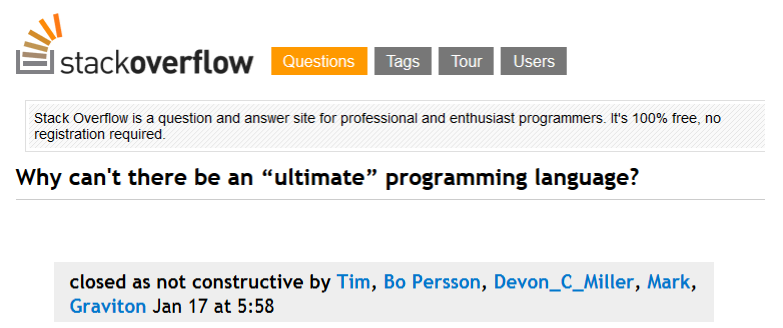 stackoverflow
Questions Tags Tour Users
Stack Overflow is a question and answer site for professional and enthusiast programmers. It's 100% free, no
registration required.
Why can't there be an “ultimate” programming language?
closed as not constructive by Tim, Bo Persson, Devon_C_Miller, Mark,
Graviton Jan 17 at 5:58